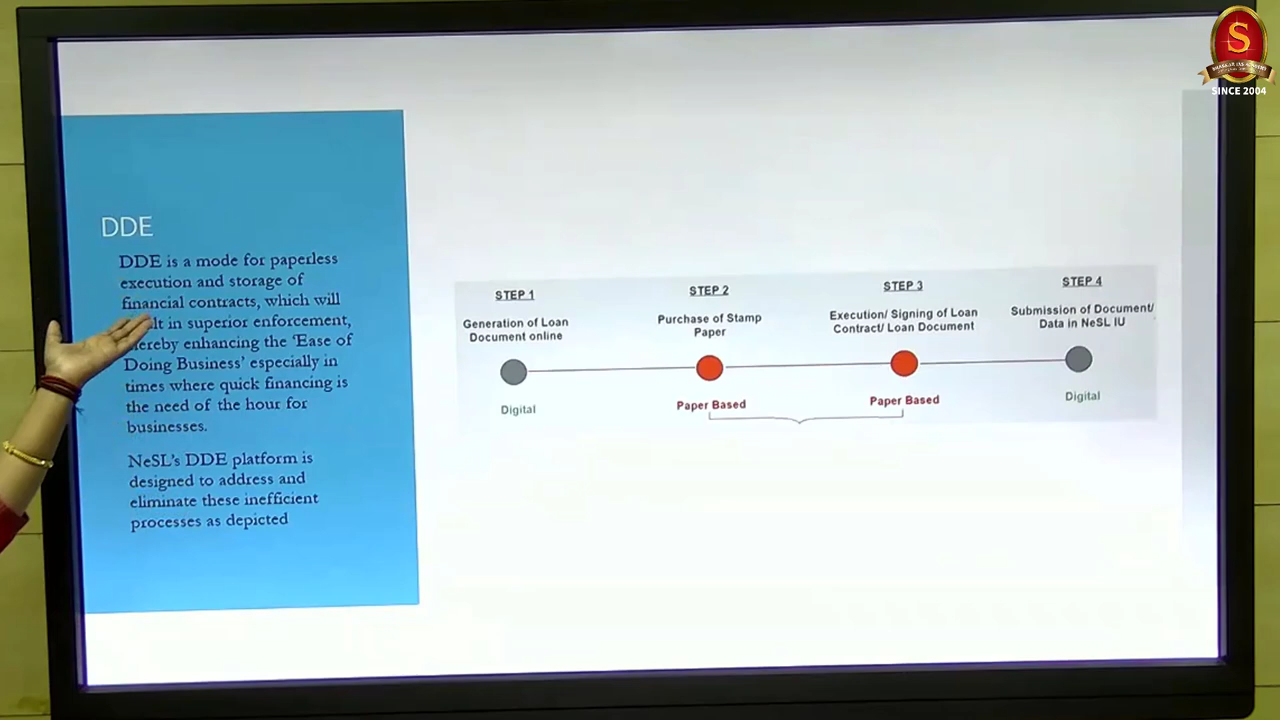 S
SHANKAR IAS ACADEMY
SINCE 2004
DDE
DDE is a mode for paperless
execution and storage of
financial contracts, which will
in superior enforcement,
enhancing the ‘Ease of
Doing Business’ especially in
times where quick financing is
the need of the hour for
businesses.
NeSL’s DDE platform is
designed to address and
eliminate these inefficient
processes as depicted
STEP 1
Generation of Loan
Document online
Digital
STEP 2
Purchase of Stamp
Paper
Paper Based
STEP 3
Execution/ Signing of Loan
Contract/ Loan Document
Paper Based
STEP 4
Submission of Document/
Data in NeSL IU
Digital